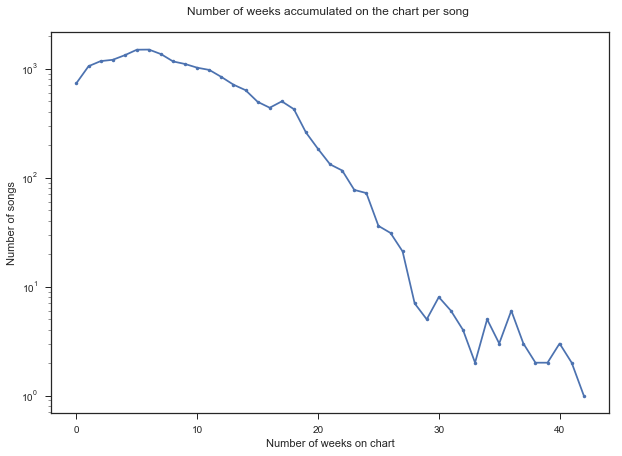 Number of weeks accumulated on the chart per song
Number of songs
10³
10²
10¹
10⁰
0 10 20 30 40
Number of weeks on chart